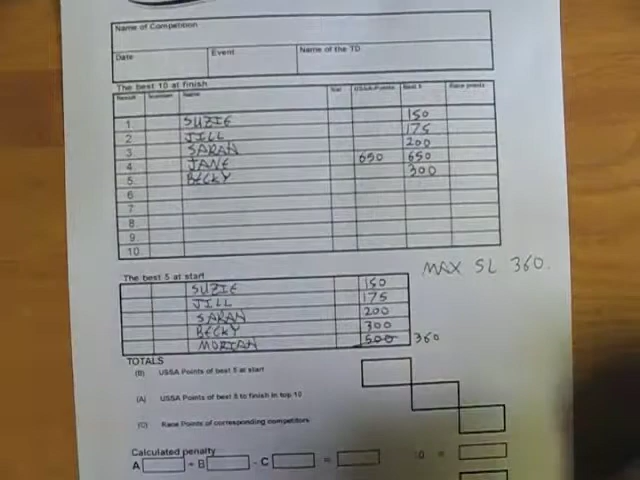 Name of Competition
Date Event Name of the TD
The best 10 at finish
Result Number Name Nat USSA-Points Best 5 Race points
1 SUZIE 150
2 JILL 175
3 SARAH 200
4 JANE 650 650
5 BECKY 300
6
7
8
9
10
MAX SL 360.
The best 5 at start
SUZIE 150
JILL 175
SARAH 200
BECKY 300
MORIAH 500 360
TOTALS
(B) USSA Points of best 5 at start
(A) USSA Points of best 5 to finish in top 10
(C) Race Points of corresponding competitors
Calculated penalty
A + B - C = :10 =